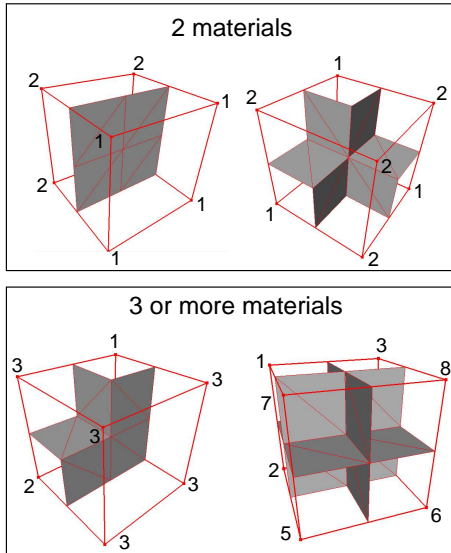 2 materials
2 2 1 2
2 1 2
1 2
2 1 1 1
1 2
3 or more materials
1 1 3
3 3 8
7
3
2 3 2
3 5 6